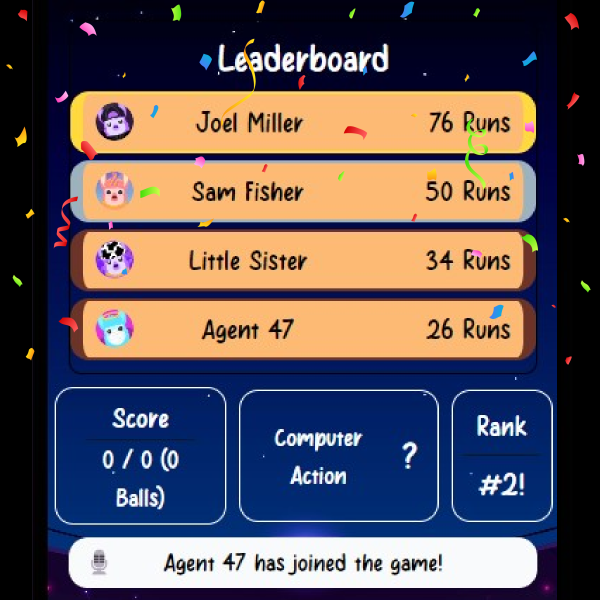 Leaderboard
Joel Miller 76 Runs
Sam Fisher 50 Runs
Little Sister 34 Runs
Agent 47 26 Runs
Score
0 / 0 (0
Balls)
Computer
Action
?
Rank
#2!
Agent 47 has joined the game!